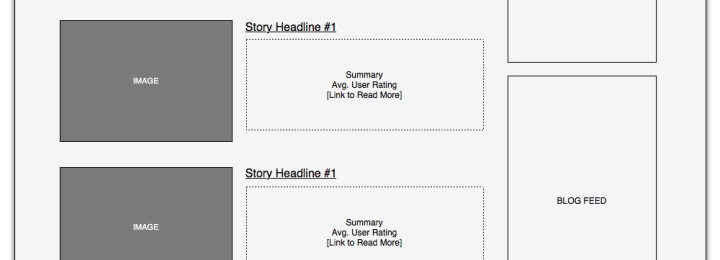 Story Headline #1
IMAGE
Summary
Avg. User Rating
[Link to Read More]
Story Headline #1
IMAGE
Summary
Avg. User Rating
[Link to Read More]
BLOG FEED